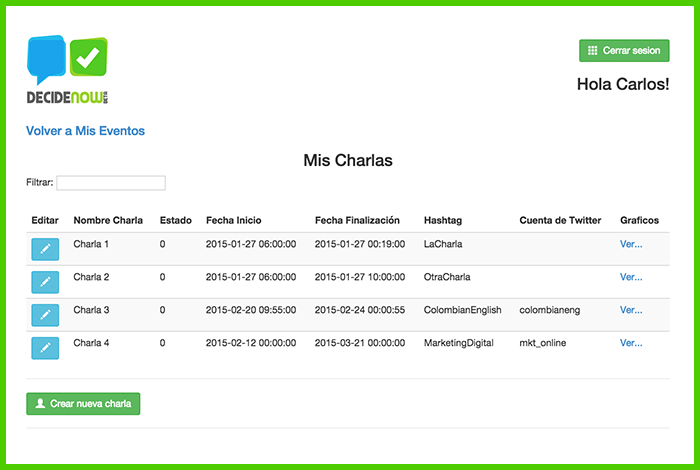 Cerrar sesion
DECIDENOW BETA
Hola Carlos!
Volver a Mis Eventos
Mis Charlas
Filtrar:
Editar Nombre Charla Estado Fecha Inicio Fecha Finalización Hashtag Cuenta de Twitter Graficos
Charla 1 0 2015-01-27 06:00:00 2015-01-27 00:19:00 LaCharla Ver...
Charla 2 0 2015-01-27 06:00:00 2015-01-27 10:00:00 OtraCharla Ver...
Charla 3 0 2015-02-20 09:55:00 2015-02-24 00:00:55 ColombianEnglish colombianeng Ver...
Charla 4 0 2015-02-12 00:00:00 2015-03-21 00:00:00 MarketingDigital mkt_online Ver...
Crear nueva charla